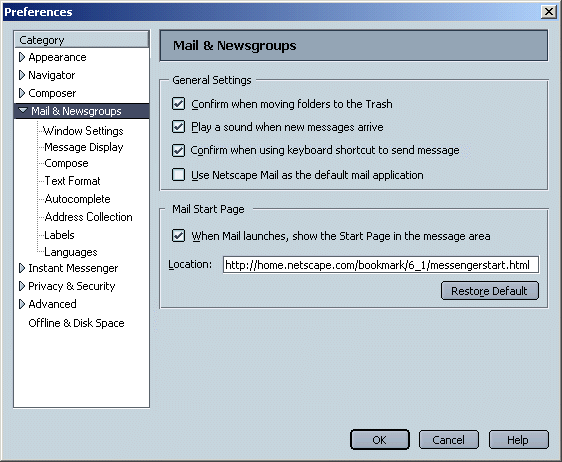 Preferences
Category
Appearance
Navigator
Composer
Mail & Newsgroups
Window Settings
Message Display
Compose
Text Format
Autocomplete
Address Collection
Labels
Languages
Instant Messenger
Privacy & Security
Advanced
Offline & Disk Space
Mail & Newsgroups
General Settings
Confirm when moving folders to the Trash
Play a sound when new messages arrive
Confirm when using keyboard shortcut to send message
Use Netscape Mail as the default mail application
Mail Start Page
When Mail launches, show the Start Page in the message area
Location: http://home.netscape.com/bookmark/6_1/messengerstart.html
Restore Default
OK Cancel Help